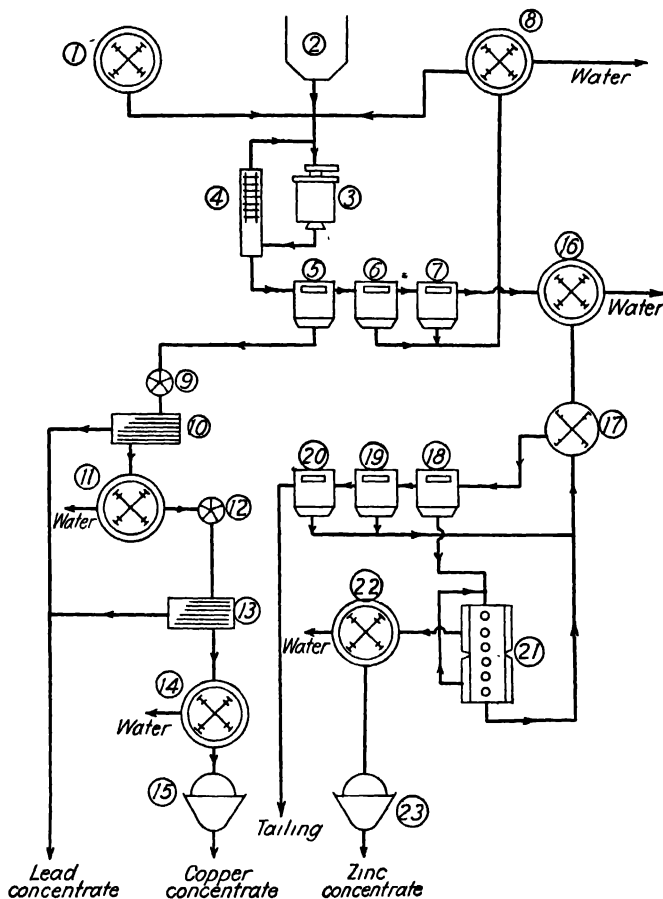 1
2
8
Water
4
3
5
6
7
16
Water
9
10
17
11
Water
12
20
19
18
13
22
Water
21
14
Water
15
23
Tailing
Lead
concentrate
Copper
concentrate
Zinc
concentrate